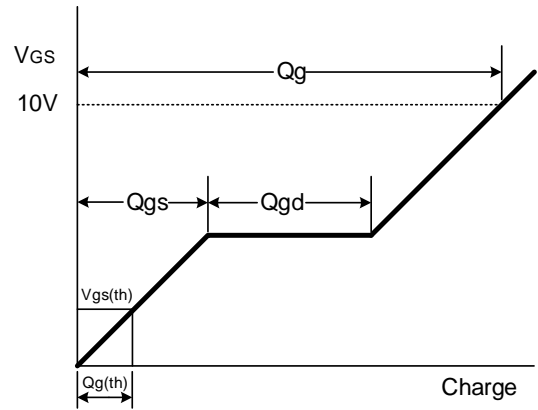 VGS
Qg
10V
Qgs
Qgd
Vgs(th)
Qg(th)
Charge